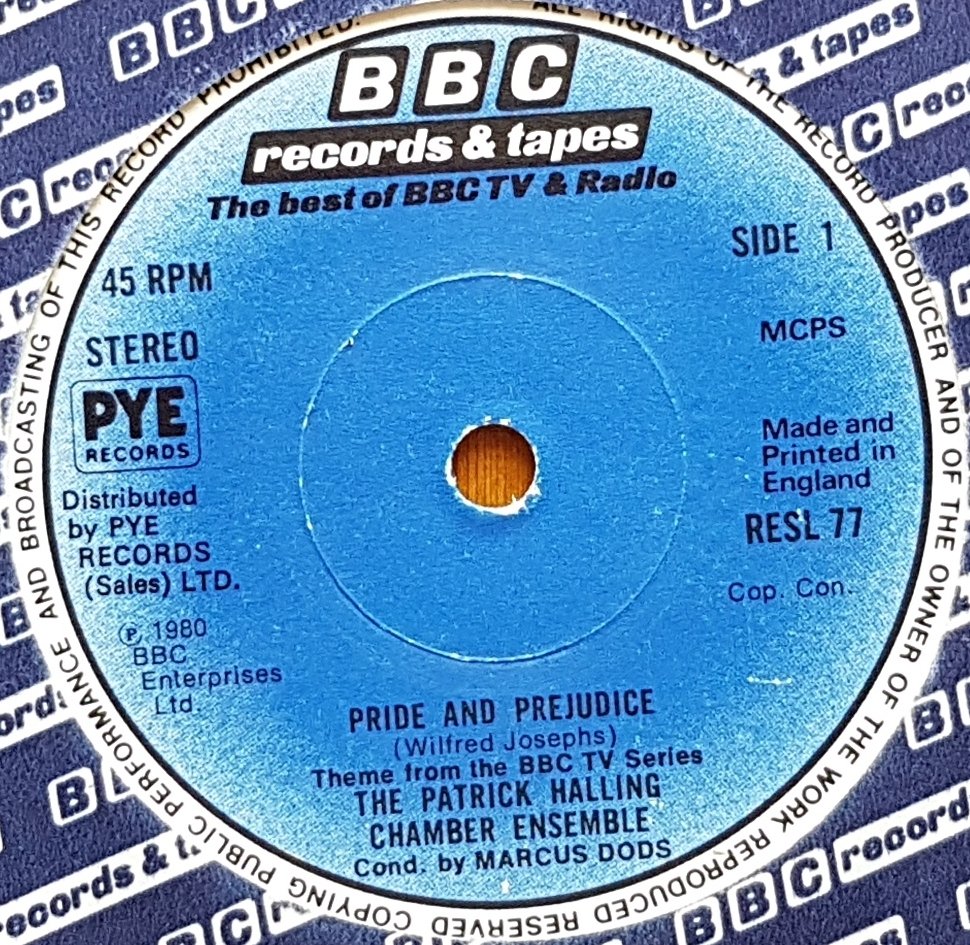 BBC
records & tapes
The best of BBC TV & Radio
45 RPM
STEREO
PYE
RECORDS
Distributed
by PYE
RECORDS
(Sales) LTD.
℗ 1980
BBC
Enterprises
Ltd.
SIDE 1
MCPS
Made and
Printed in
England
RESL 77
Cop. Con.
PRIDE AND PREJUDICE
(Wilfred Josephs)
Theme from the BBC TV Series
THE PATRICK HALLING
CHAMBER ENSEMBLE
Cond. by MARCUS DODS
ALL RIGHTS OF THE RECORD PRODUCER AND OF THE OWNER OF THE WORK REPRODUCED RESERVED COPYING PUBLIC PERFORMANCE AND BROADCASTING OF THIS RECORD PROHIBITED.